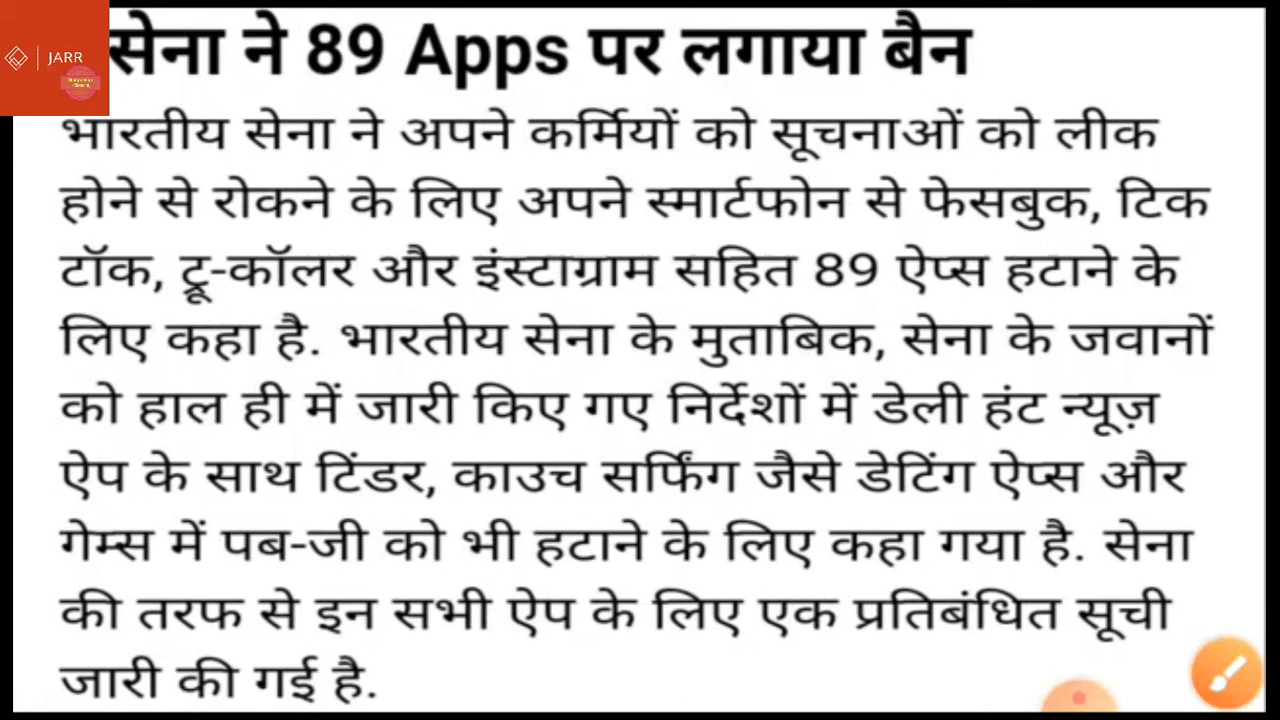 JARR
सेना ने 89 Apps पर लगाया बैन
भारतीय सेना ने अपने कर्मियों को सूचनाओं को लीक
होने से रोकने के लिए अपने स्मार्टफोन से फेसबुक, टिक
टॉक, ट्रू-कॉलर और इंस्टाग्राम सहित 89 ऐप्स हटाने के
लिए कहा है. भारतीय सेना के मुताबिक, सेना के जवानों
को हाल ही में जारी किए गए निर्देशों में डेली हंट न्यूज़
ऐप के साथ टिंडर, काउच सर्फिंग जैसे डेटिंग ऐप्स और
गेम्स में पब-जी को भी हटाने के लिए कहा गया है. सेना
की तरफ से इन सभी ऐप के लिए एक प्रतिबंधित सूची
जारी की गई है.